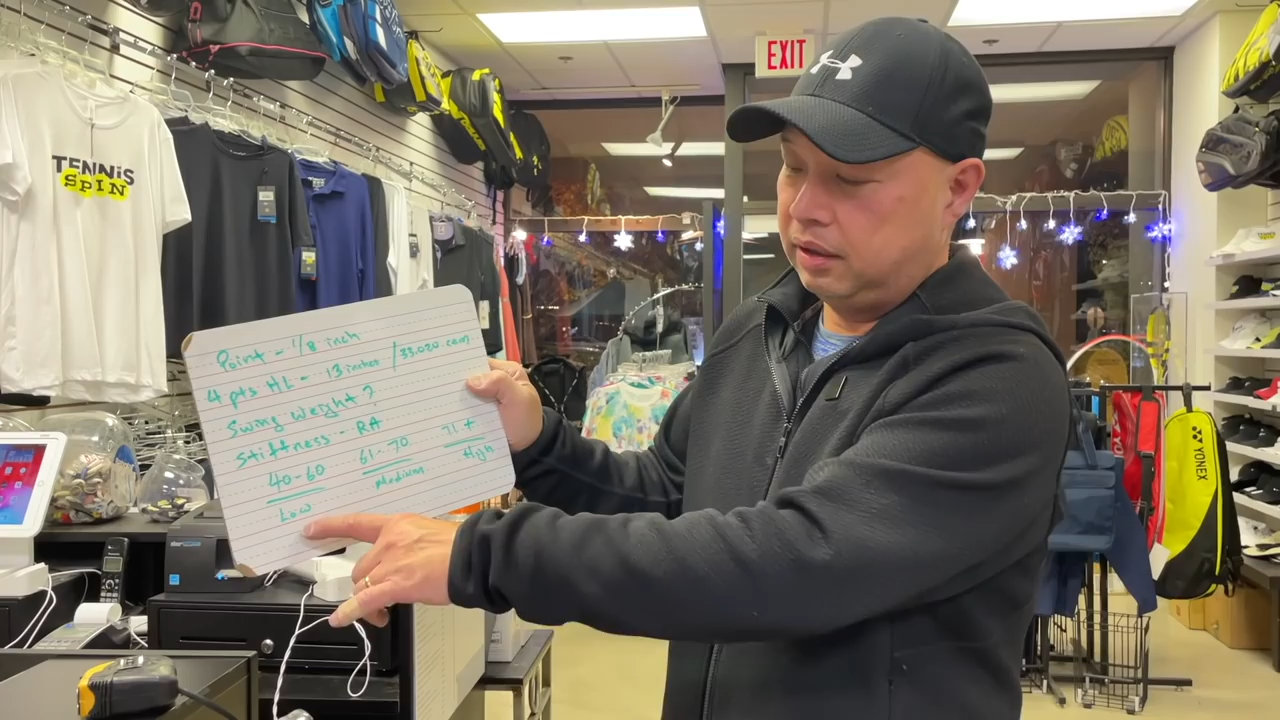 EXIT
TENNIS
SPIN
Point - 1/8 inch
4 pts HL - 13 inches / 33.020 cm
Swing Weight ?
Stiffness - RA
40-60 61-70 71+
Low Medium High
YONEX